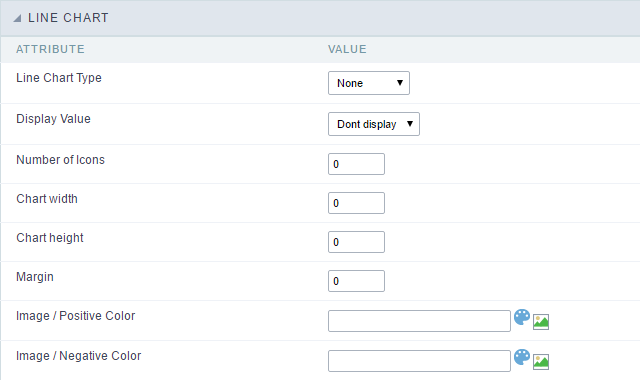 LINE CHART
ATTRIBUTE VALUE
Line Chart Type None
Display Value Dont display
Number of Icons 0
Chart width 0
Chart height 0
Margin 0
Image / Positive Color
Image / Negative Color